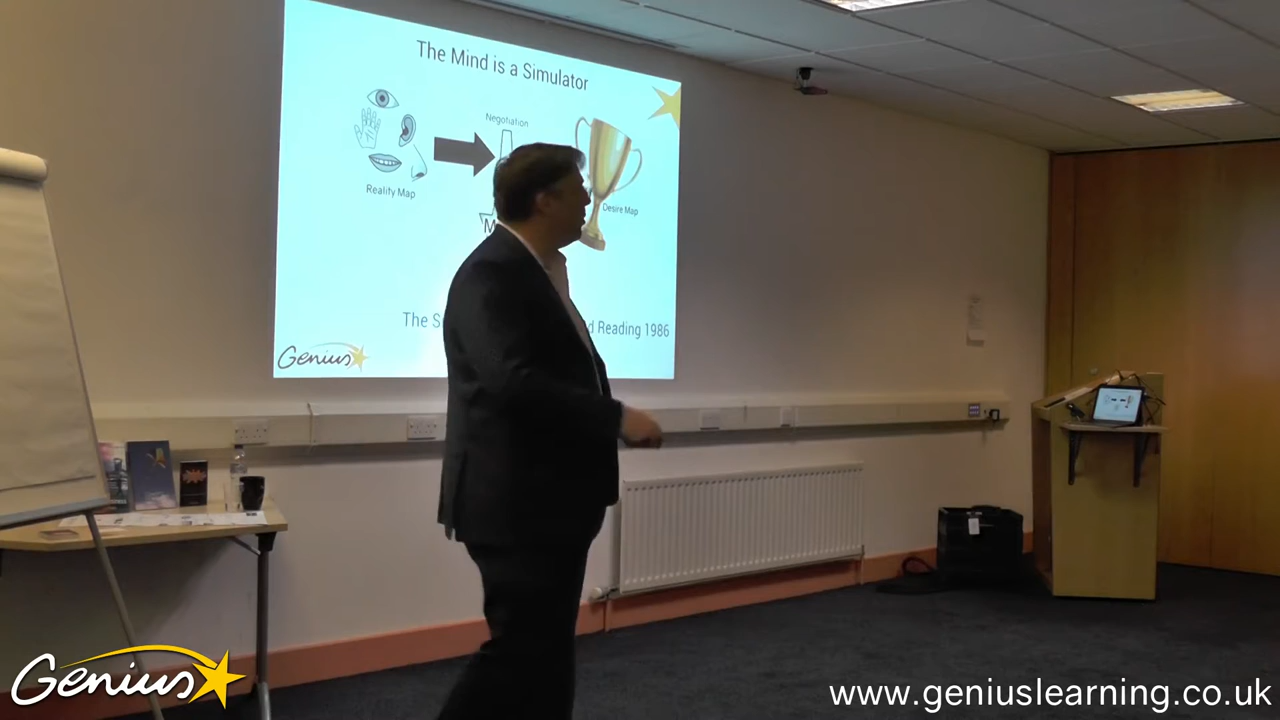 The Mind is a Simulator
Negotiation
Reality Map
Desire Map
M
The S
d Reading 1986
Genius
Genius
www.geniuslearning.co.uk